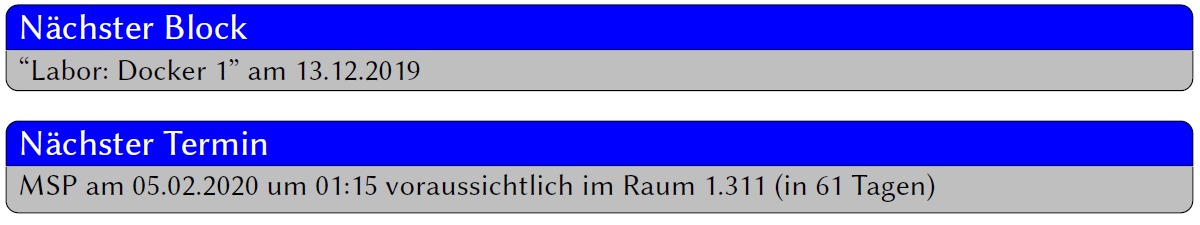 Nächster Block
“Labor: Docker 1” am 13.12.2019
Nächster Termin
MSP am 05.02.2020 um 01:15 voraussichtlich im Raum 1.311 (in 61 Tagen)